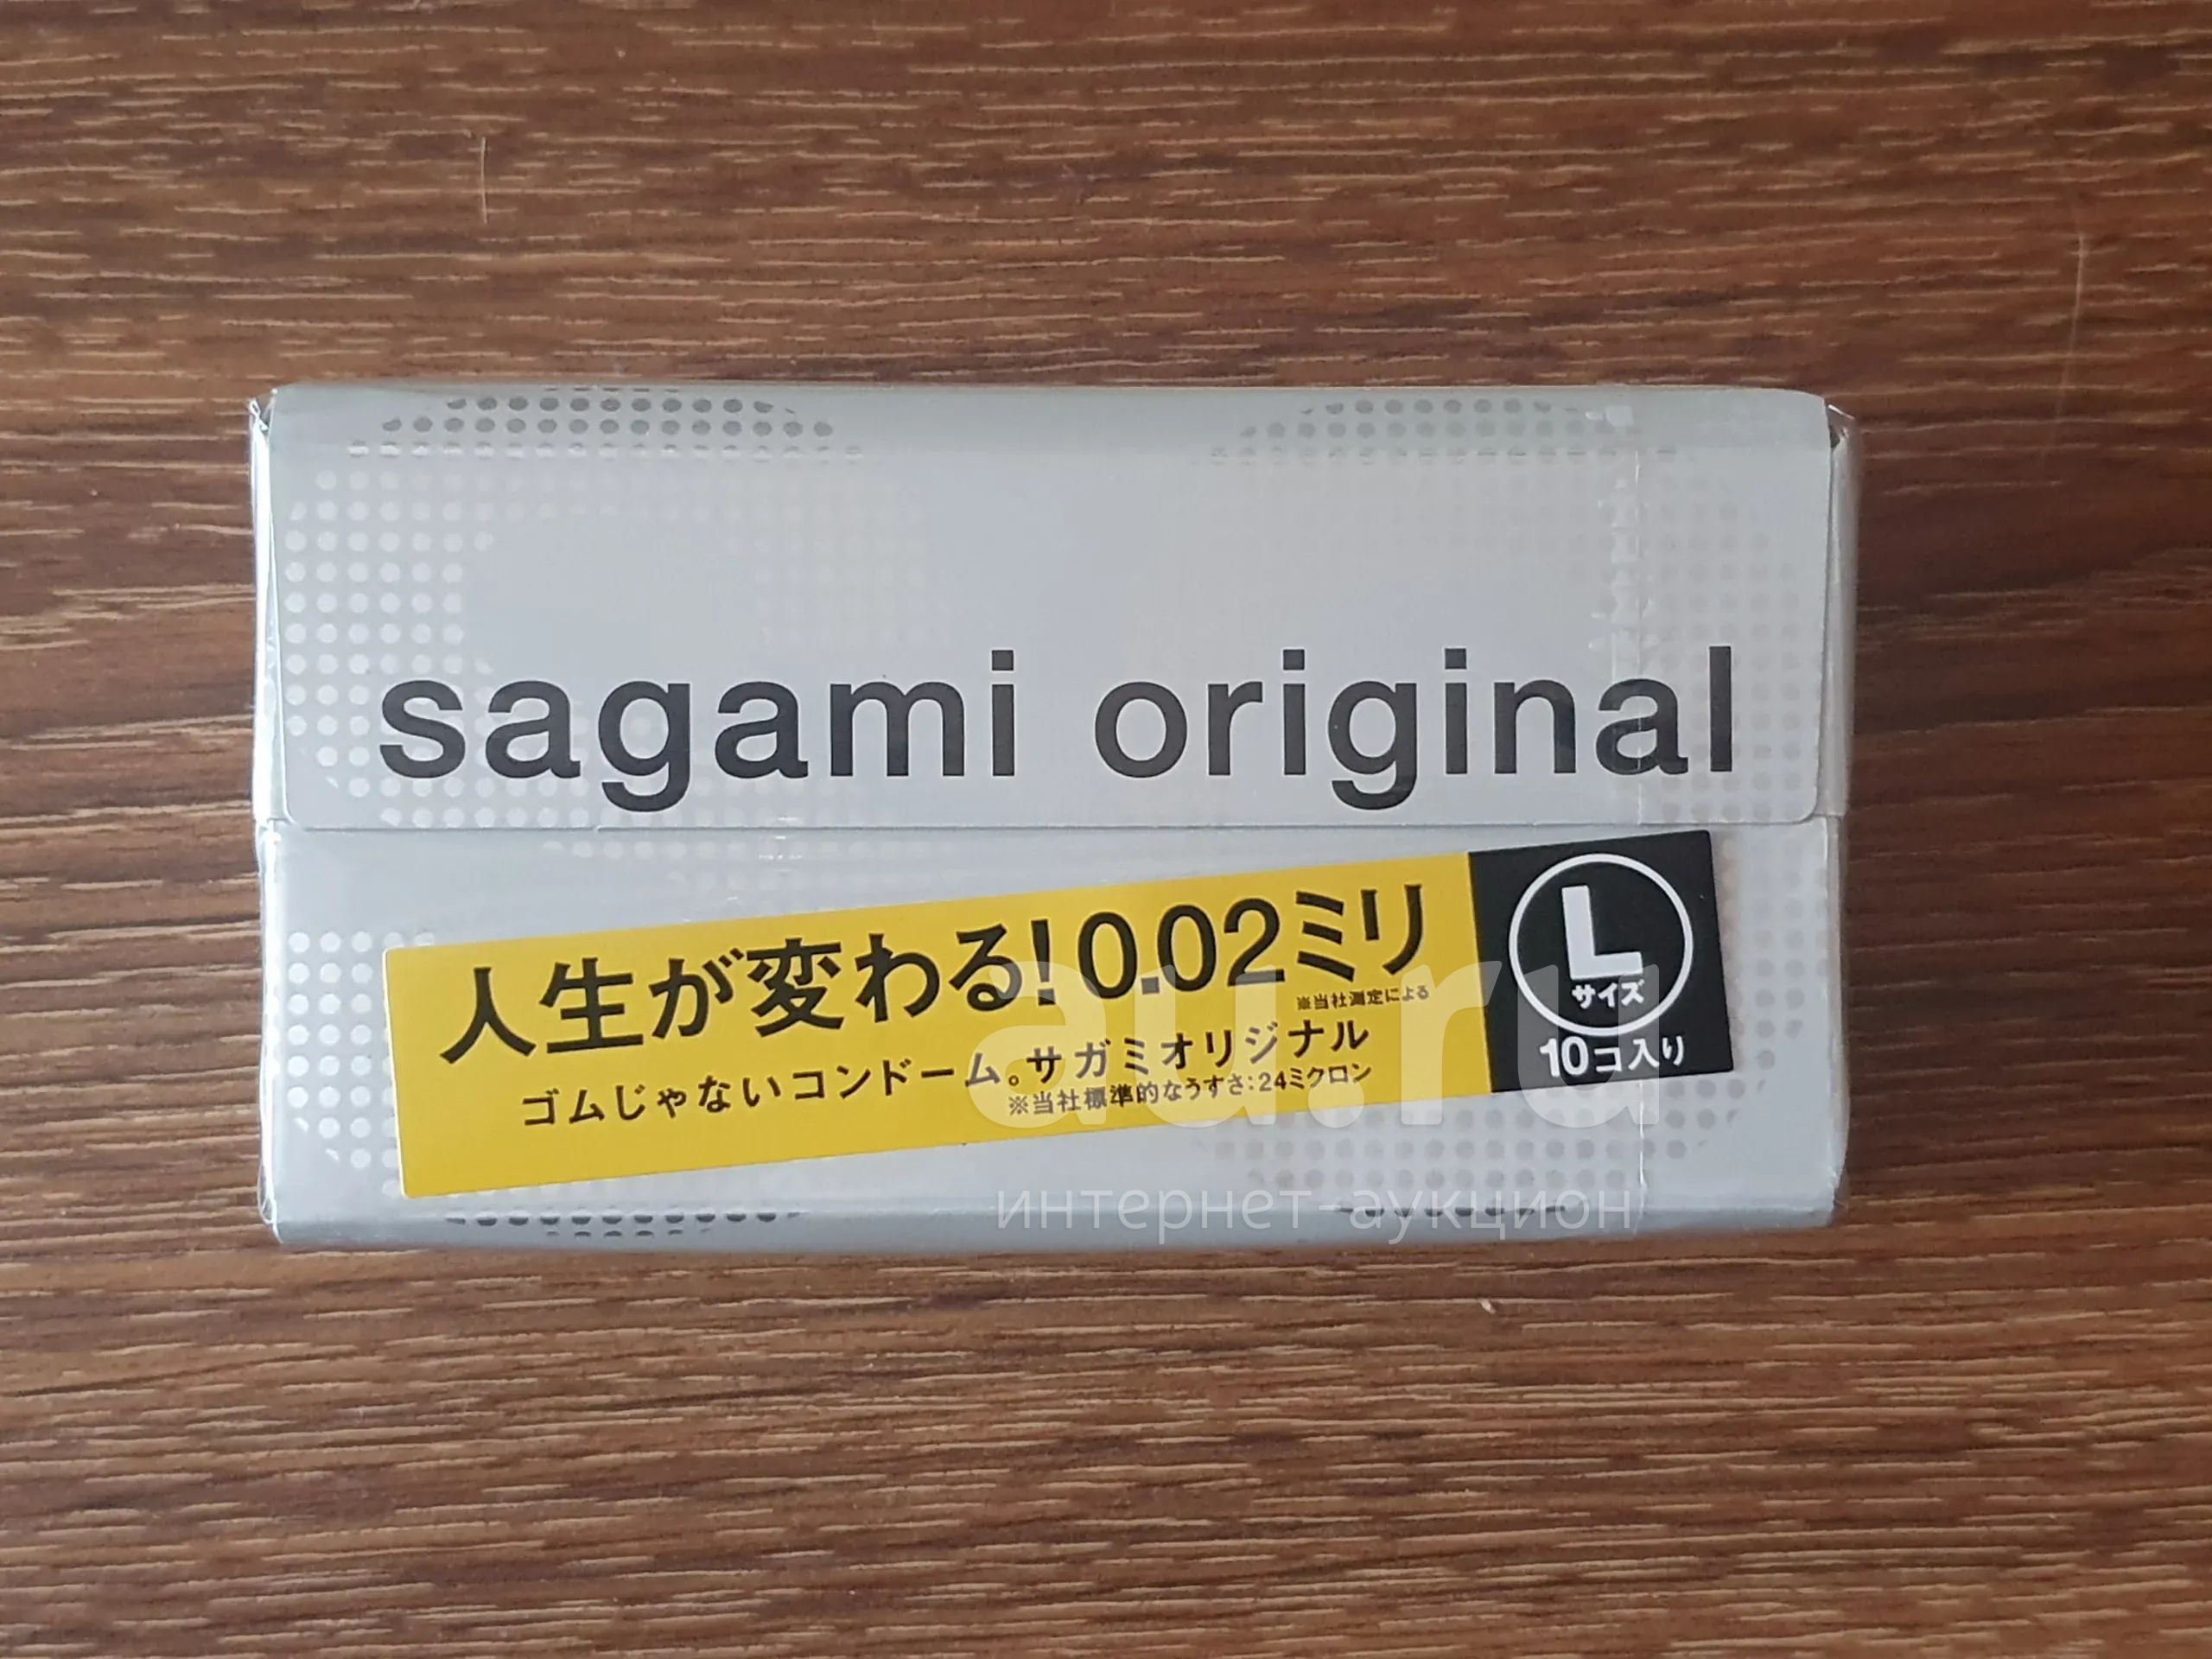 sagami original
人生が変わる!0.02ミリ
※当社測定による
ゴムじゃないコンドーム。サガミオリジナル
※当社標準的なうすさ:24ミクロン
L
サイズ
10コ入り
au.ru
интернет-аукцион